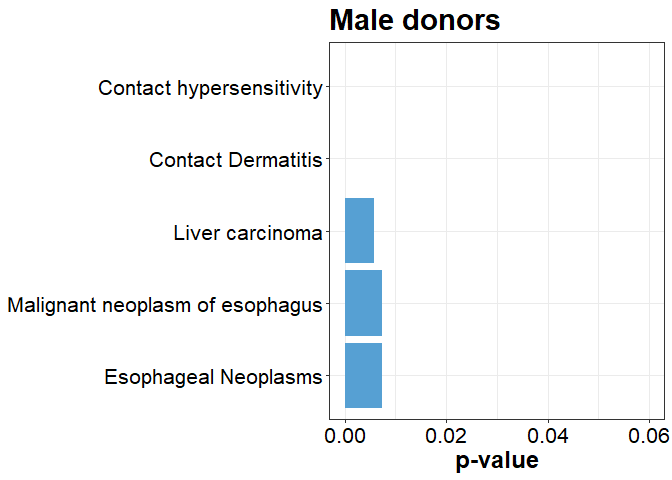 Male donors
Contact hypersensitivity
Contact Dermatitis
Liver carcinoma
Malignant neoplasm of esophagus
Esophageal Neoplasms
0.00 0.02 0.04 0.06
p-value